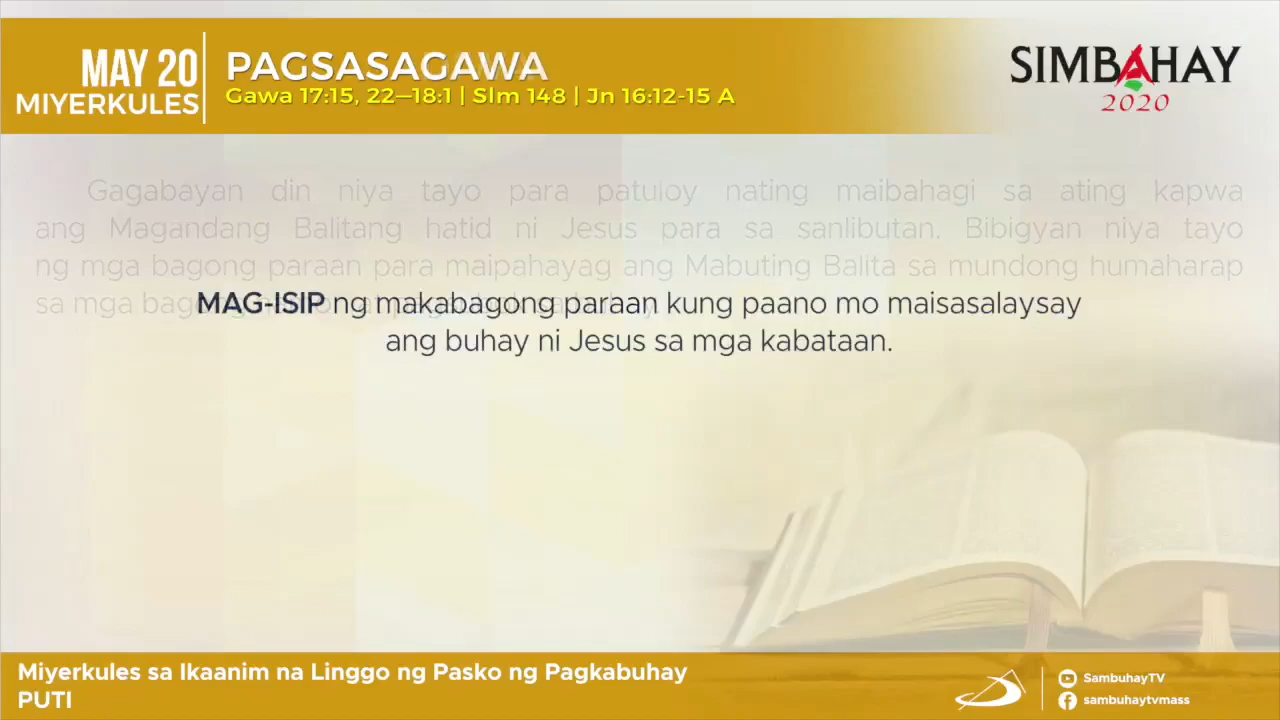 MAY 20
MIYERKULES
PAGSASAGAWA
Gawa 17:15, 22—18:1 | Slm 148 | Jn 16:12-15 A
SIMBAHAY
2020
Gagabayan din niya tayo para patuloy nating maibahagi sa ating kapwa
ang Magandang Balitang hatid ni Jesus para sa sanlibutan. Bibigyan niya tayo
ng mga bagong paraan para maipahayag ang Mabuting Balita sa mundong humaharap
sa mga bagong
MAG-ISIP ng makabagong paraan kung paano mo maisasalaysay
ang buhay ni Jesus sa mga kabataan.
Miyerkules sa Ikaanim na Linggo ng Pasko ng Pagkabuhay
PUTI
SambuhayTV
sambuhaytvmass